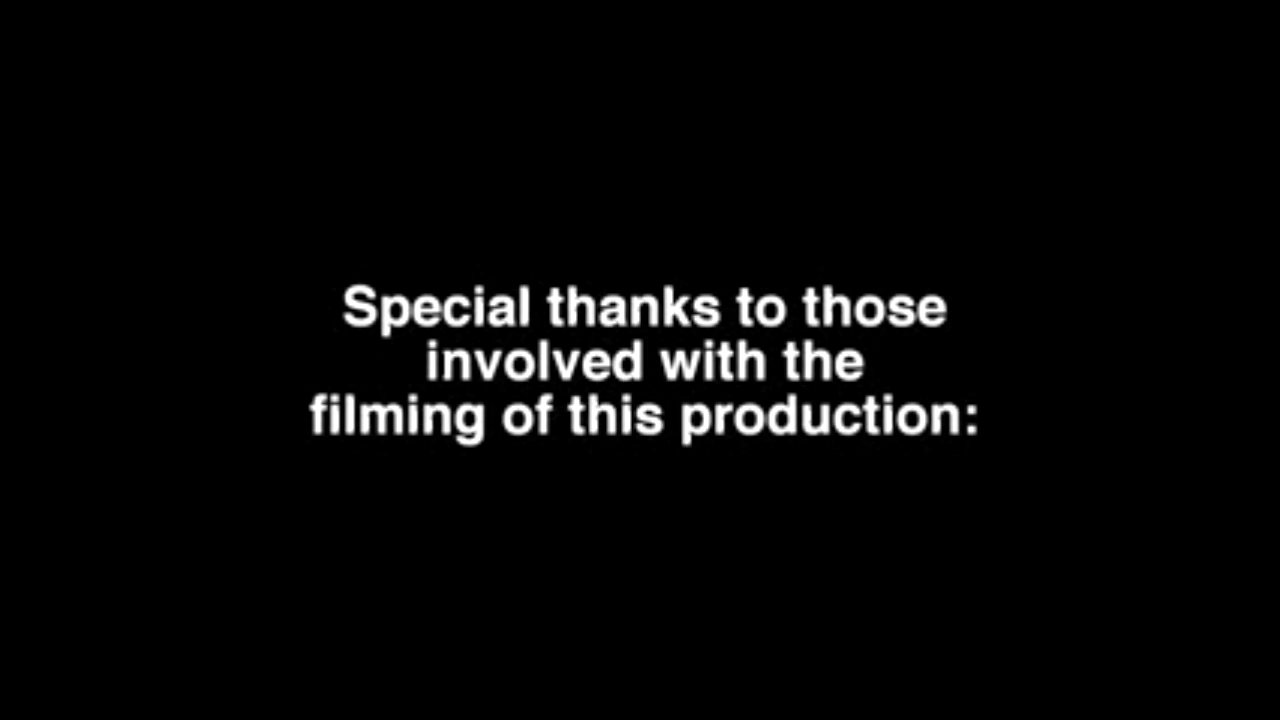 Special thanks to those
involved with the
filming of this production: